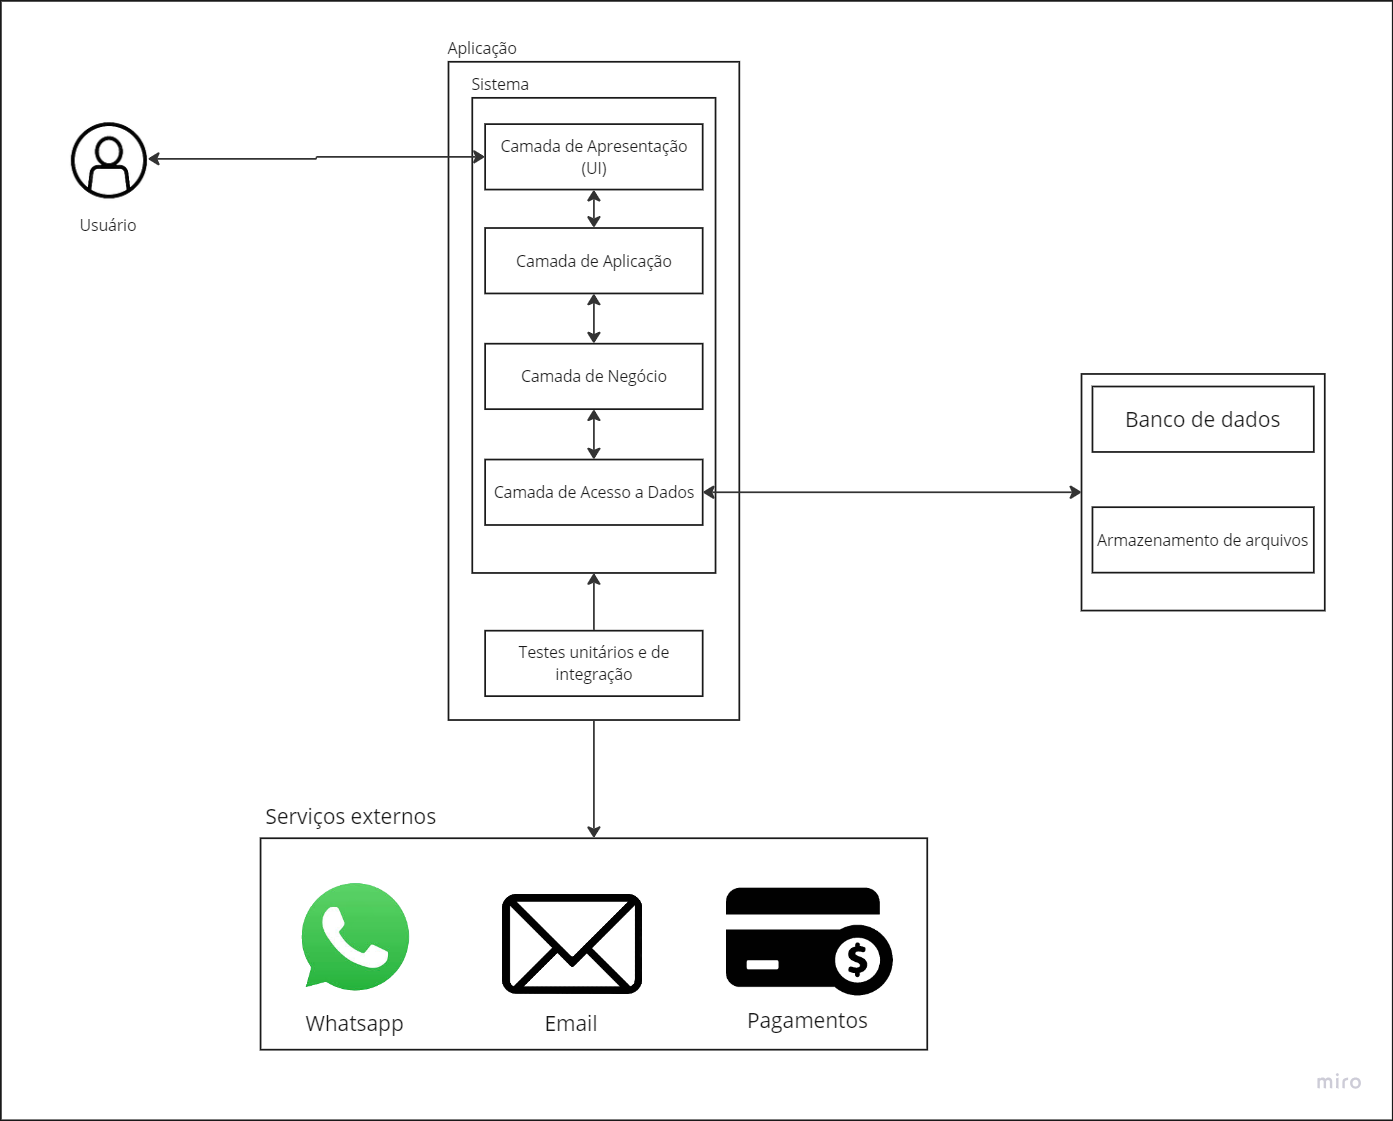 Aplicação
Sistema
Camada de Apresentação
(UI)
Usuário
Camada de Aplicação
Camada de Negócio
Camada de Acesso a Dados
Banco de dados
Armazenamento de arquivos
Testes unitários e de
integração
Serviços externos
Whatsapp
Email
$
Pagamentos
miro